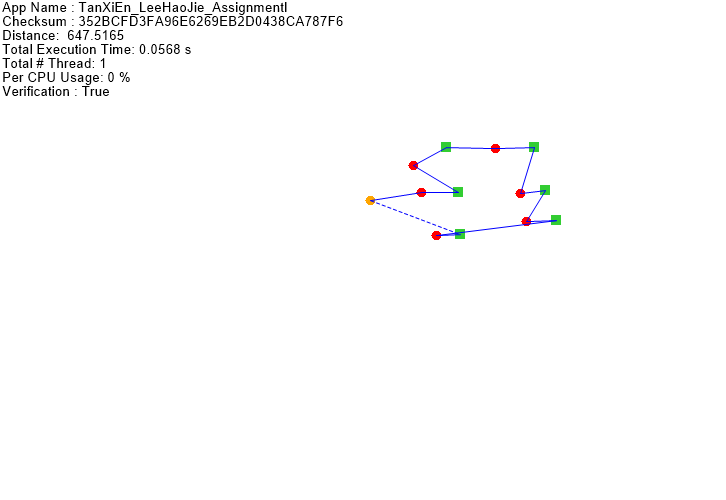 App Name : TanXiEn_LeeHaoJie_AssignmentI
Checksum : 352BCFD3FA96E6269EB2D0438CA787F6
Distance:  647.5165
Total Execution Time: 0.0568 s
Total # Thread: 1
Per CPU Usage: 0 %
Verification : True